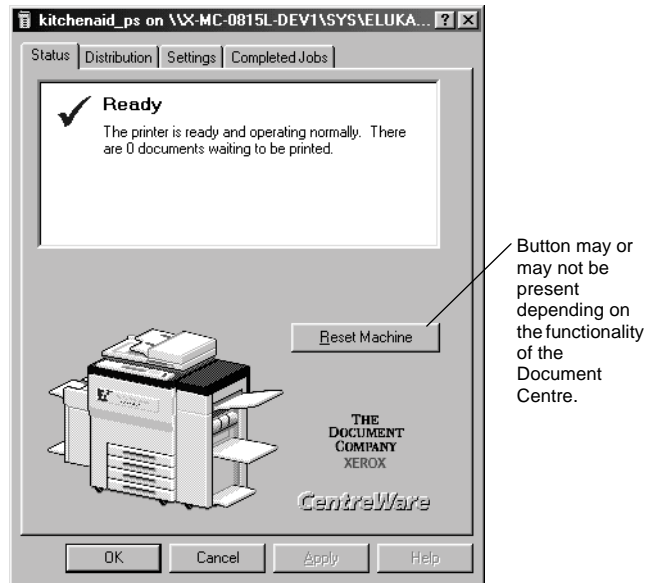 kitchenaid_ps on \\X-MC-0815L-DEV1\SYS\ELUKA...
Status Distribution Settings Completed Jobs
Ready
The printer is ready and operating normally. There
are 0 documents waiting to be printed.
Button may or
may not be
present
depending on
the functionality
of the
Document
Centre.
Reset Machine
THE
DOCUMENT
COMPANY
XEROX
CentreWare
OK Cancel Apply Help